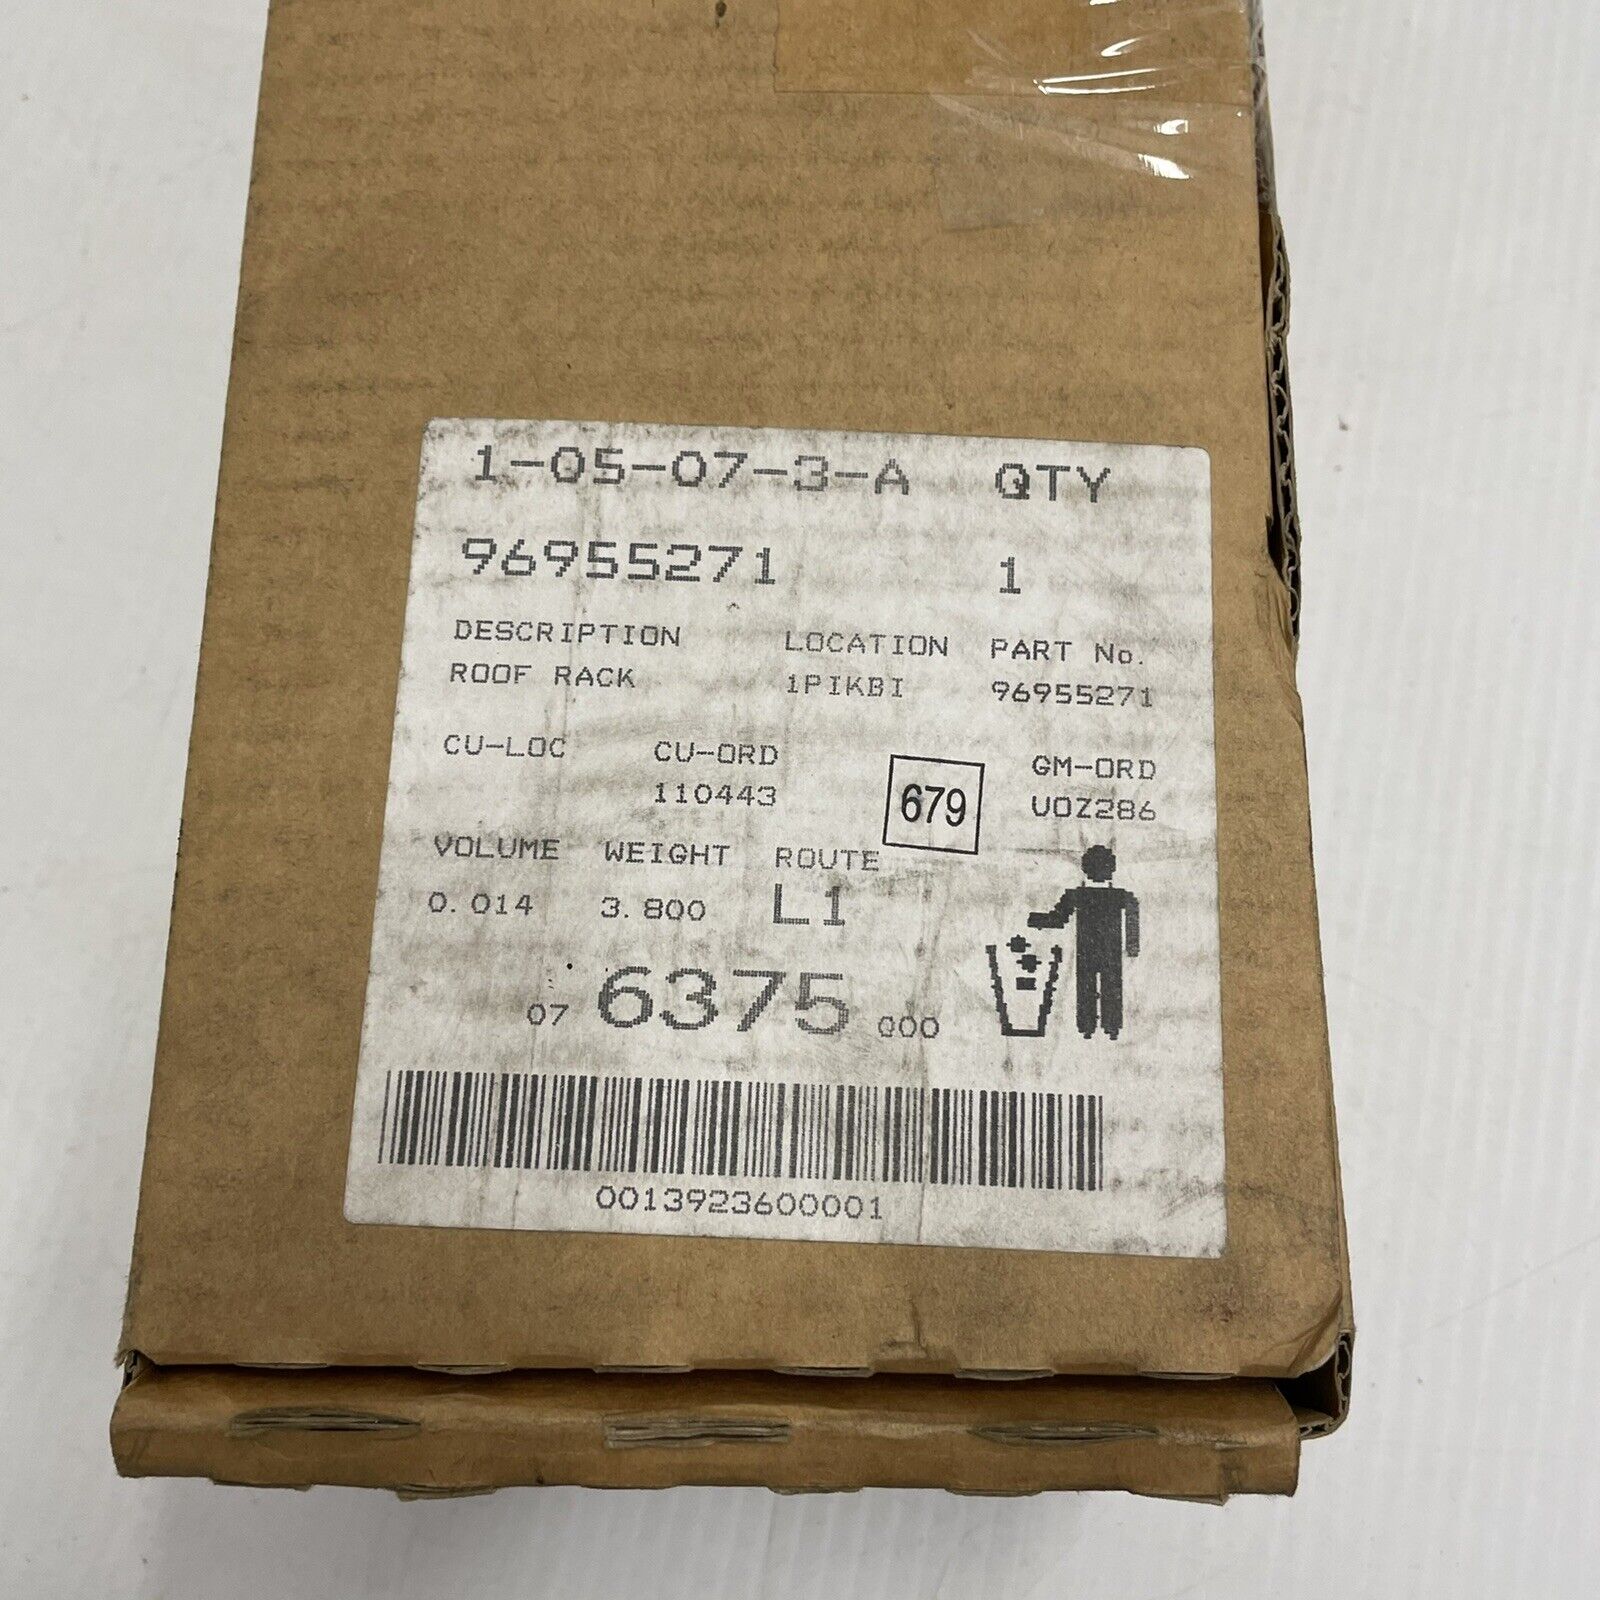 1-05-07-3-A QTY
96955271 1
DESCRIPTION LOCATION PART No.
ROOF RACK 1PIKBI 96955271
CU-LOC CU-ORD GM-ORD
110443 679 VOZ286
VOLUME WEIGHT ROUTE
0.014 3.800 L1
07 6375 000
0013923600001